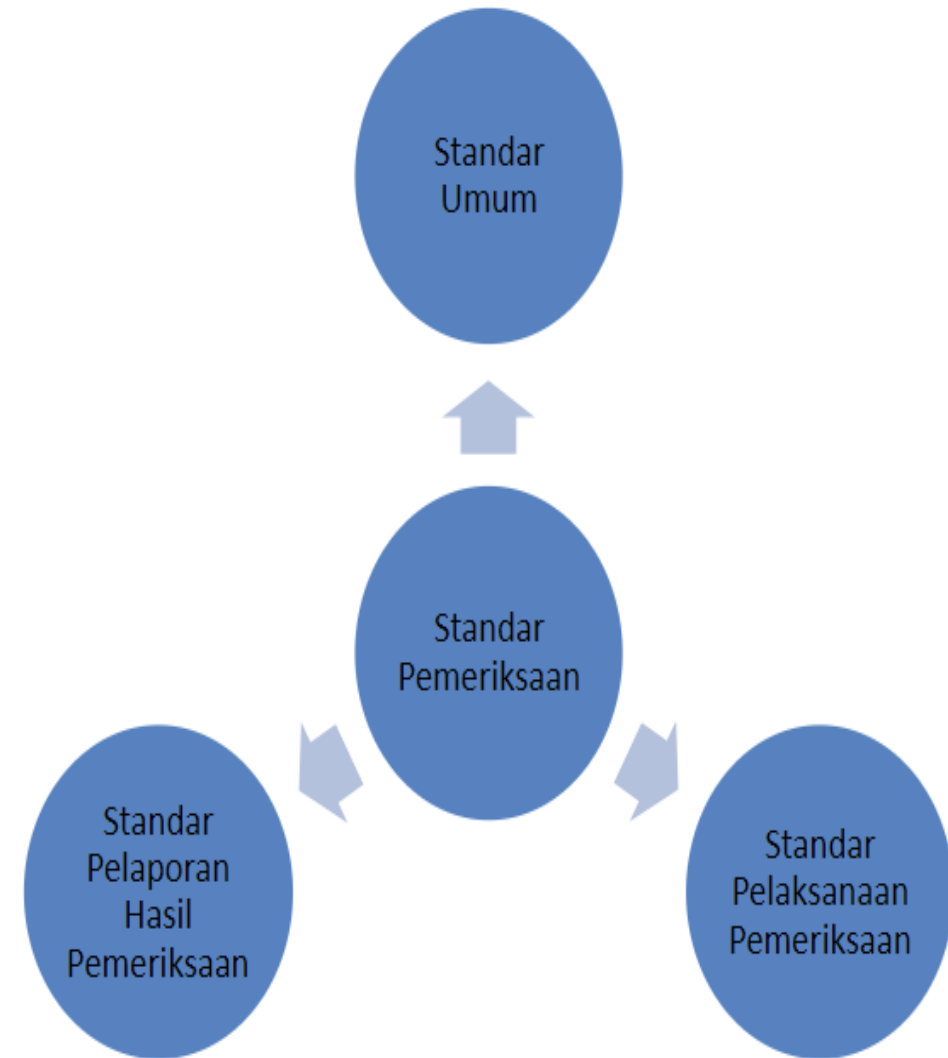 Standar
Umum
Standar
Pemeriksaan
Standar
Pelaporan
Hasil
Pemeriksaan
Standar
Pelaksanaan
Pemeriksaan